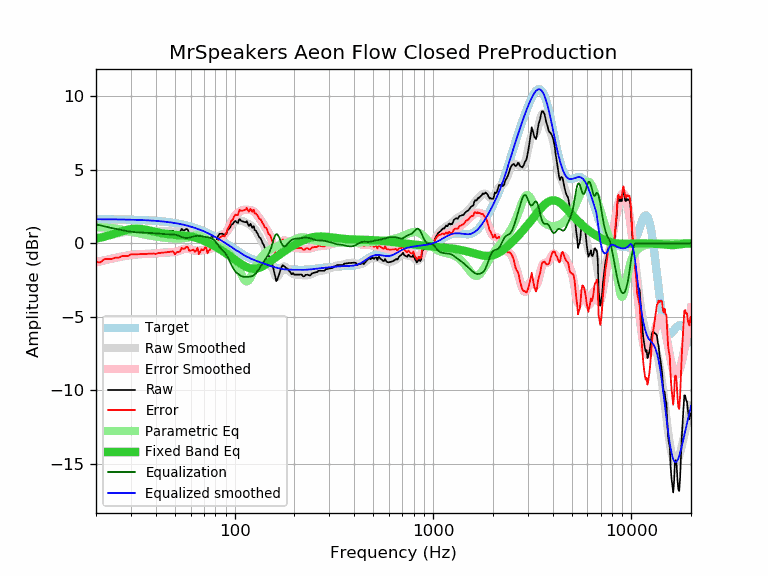 MrSpeakers Aeon Flow Closed PreProduction
10
5
0
−5
−10
−15
Amplitude (dBr)
Target
Raw Smoothed
Error Smoothed
Raw
Error
Parametric Eq
Fixed Band Eq
Equalization
Equalized smoothed
100
1000
10000
Frequency (Hz)